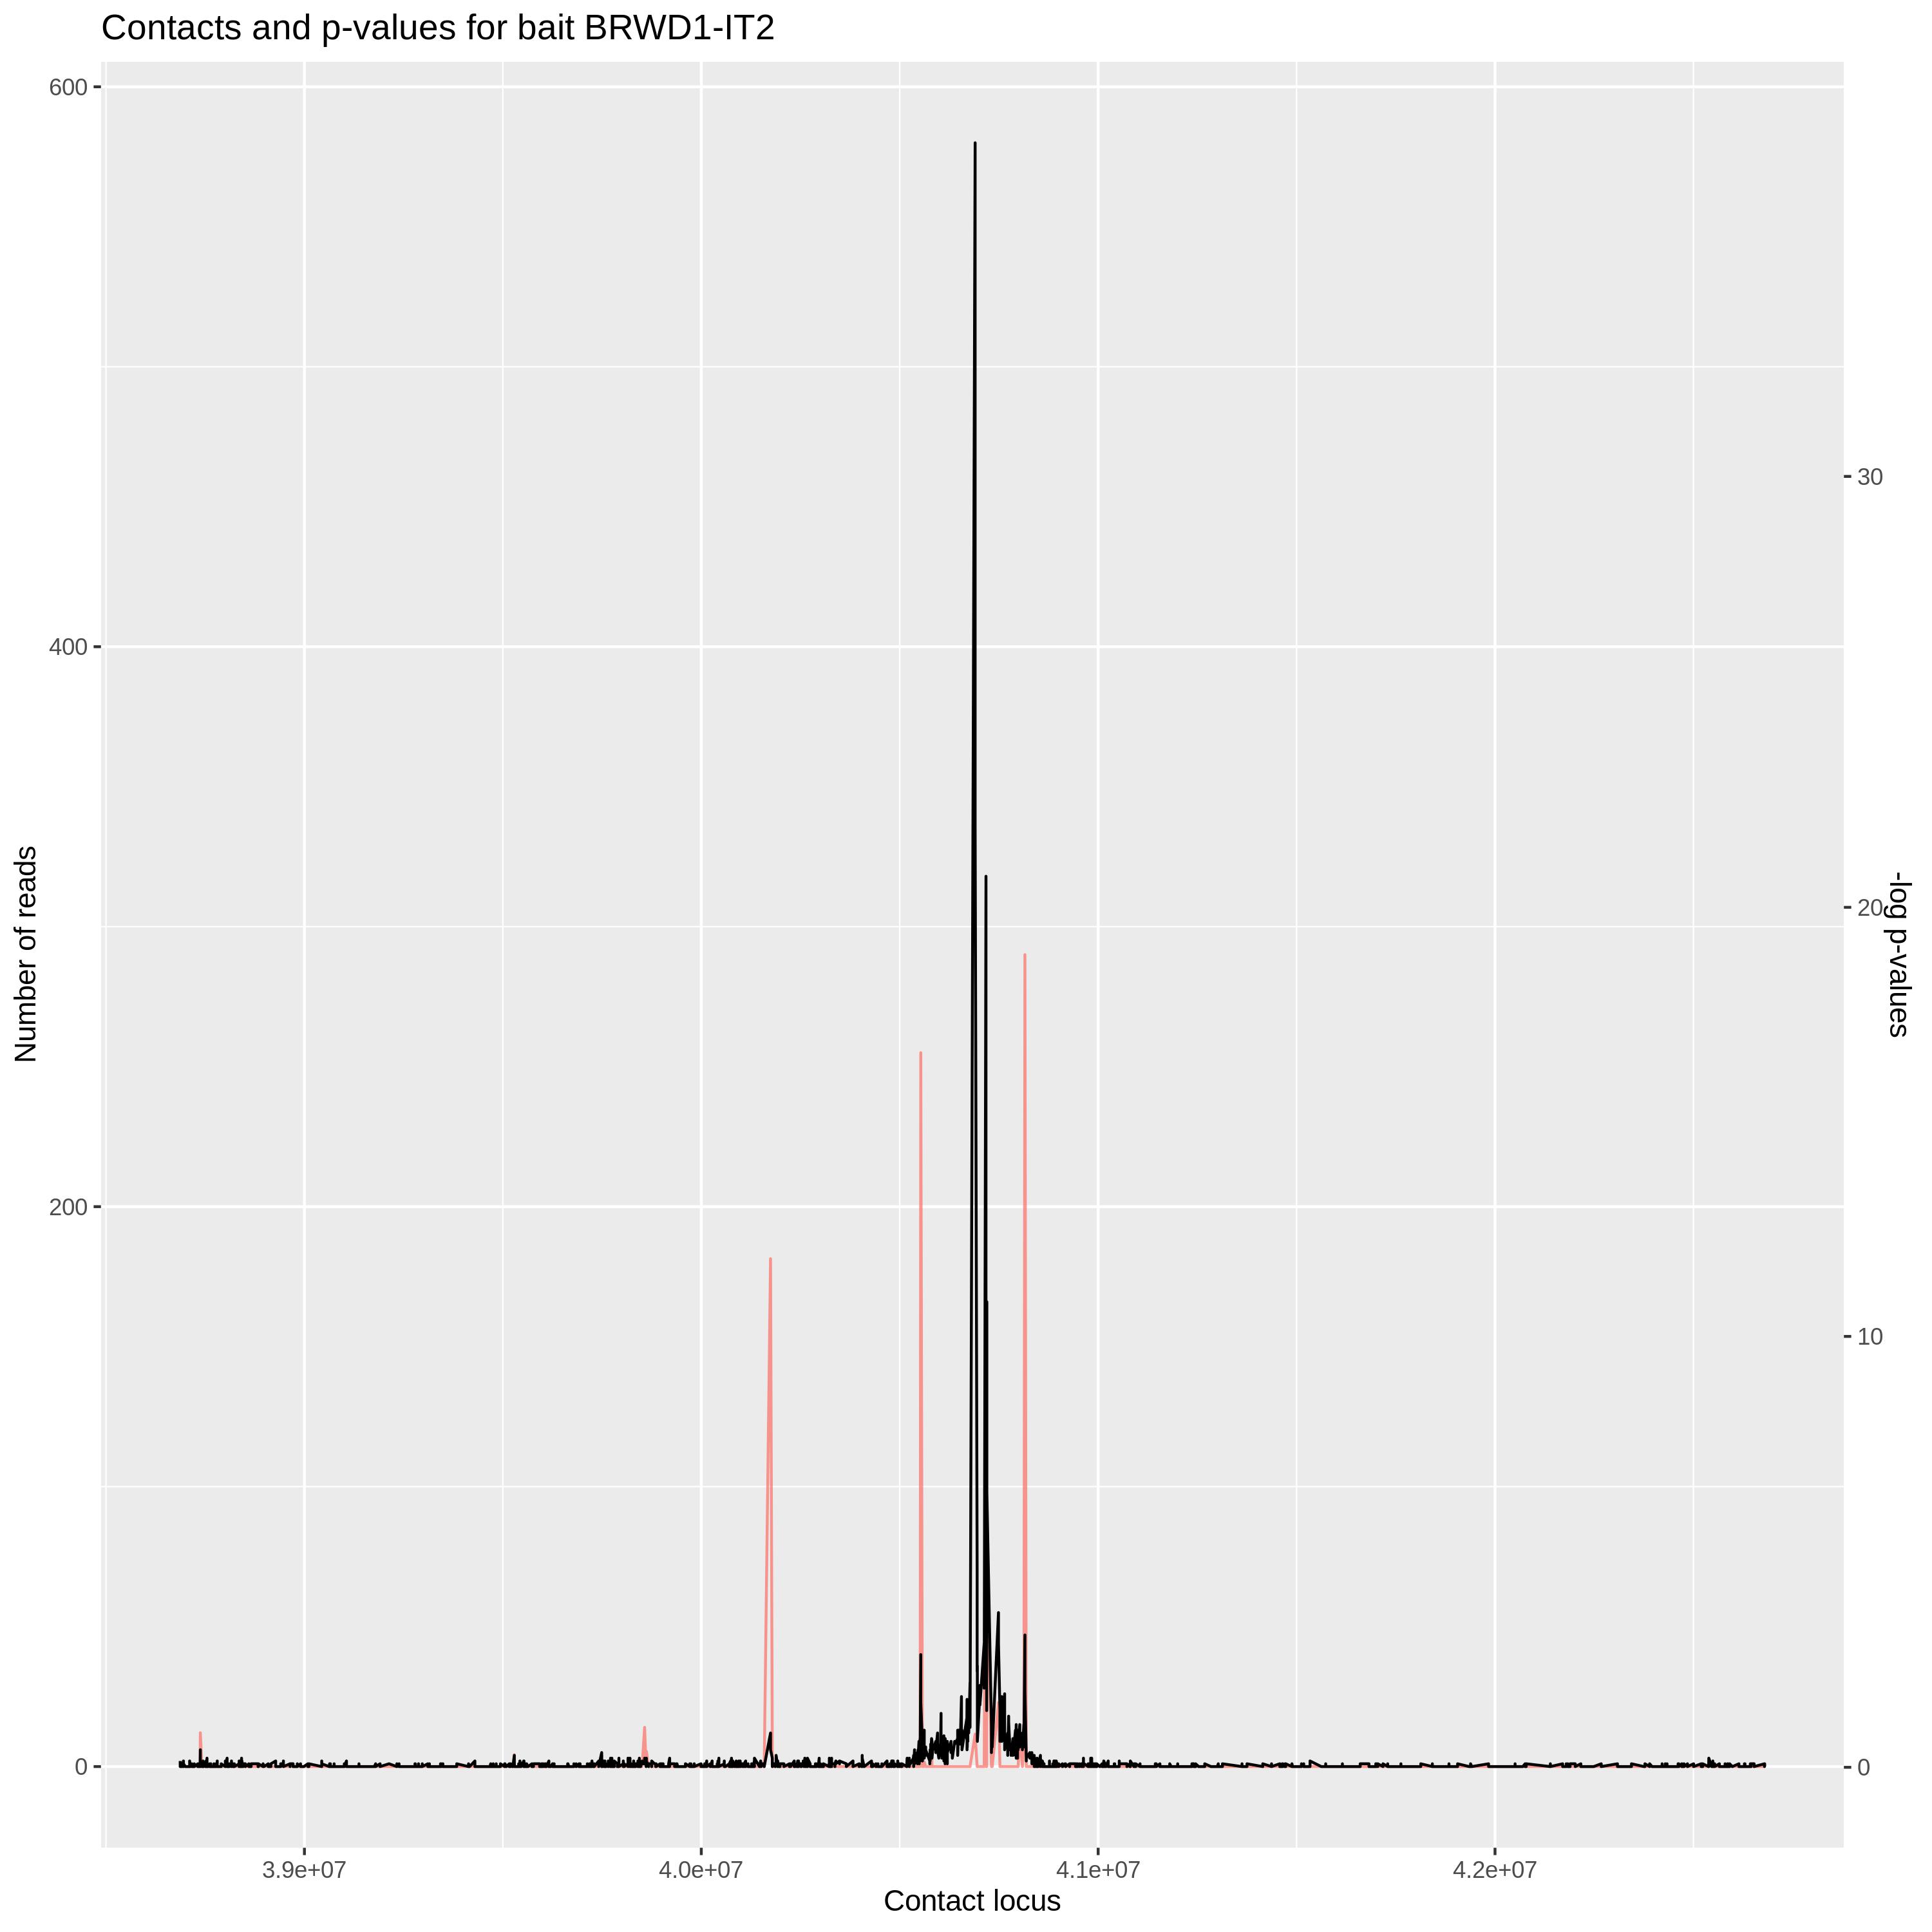 Contacts and p-values for bait BRWD1-IT2
600
400
200
0
Number of reads
30
20
10
0
-log p-values
3.9e+07
4.0e+07
4.1e+07
4.2e+07
Contact locus